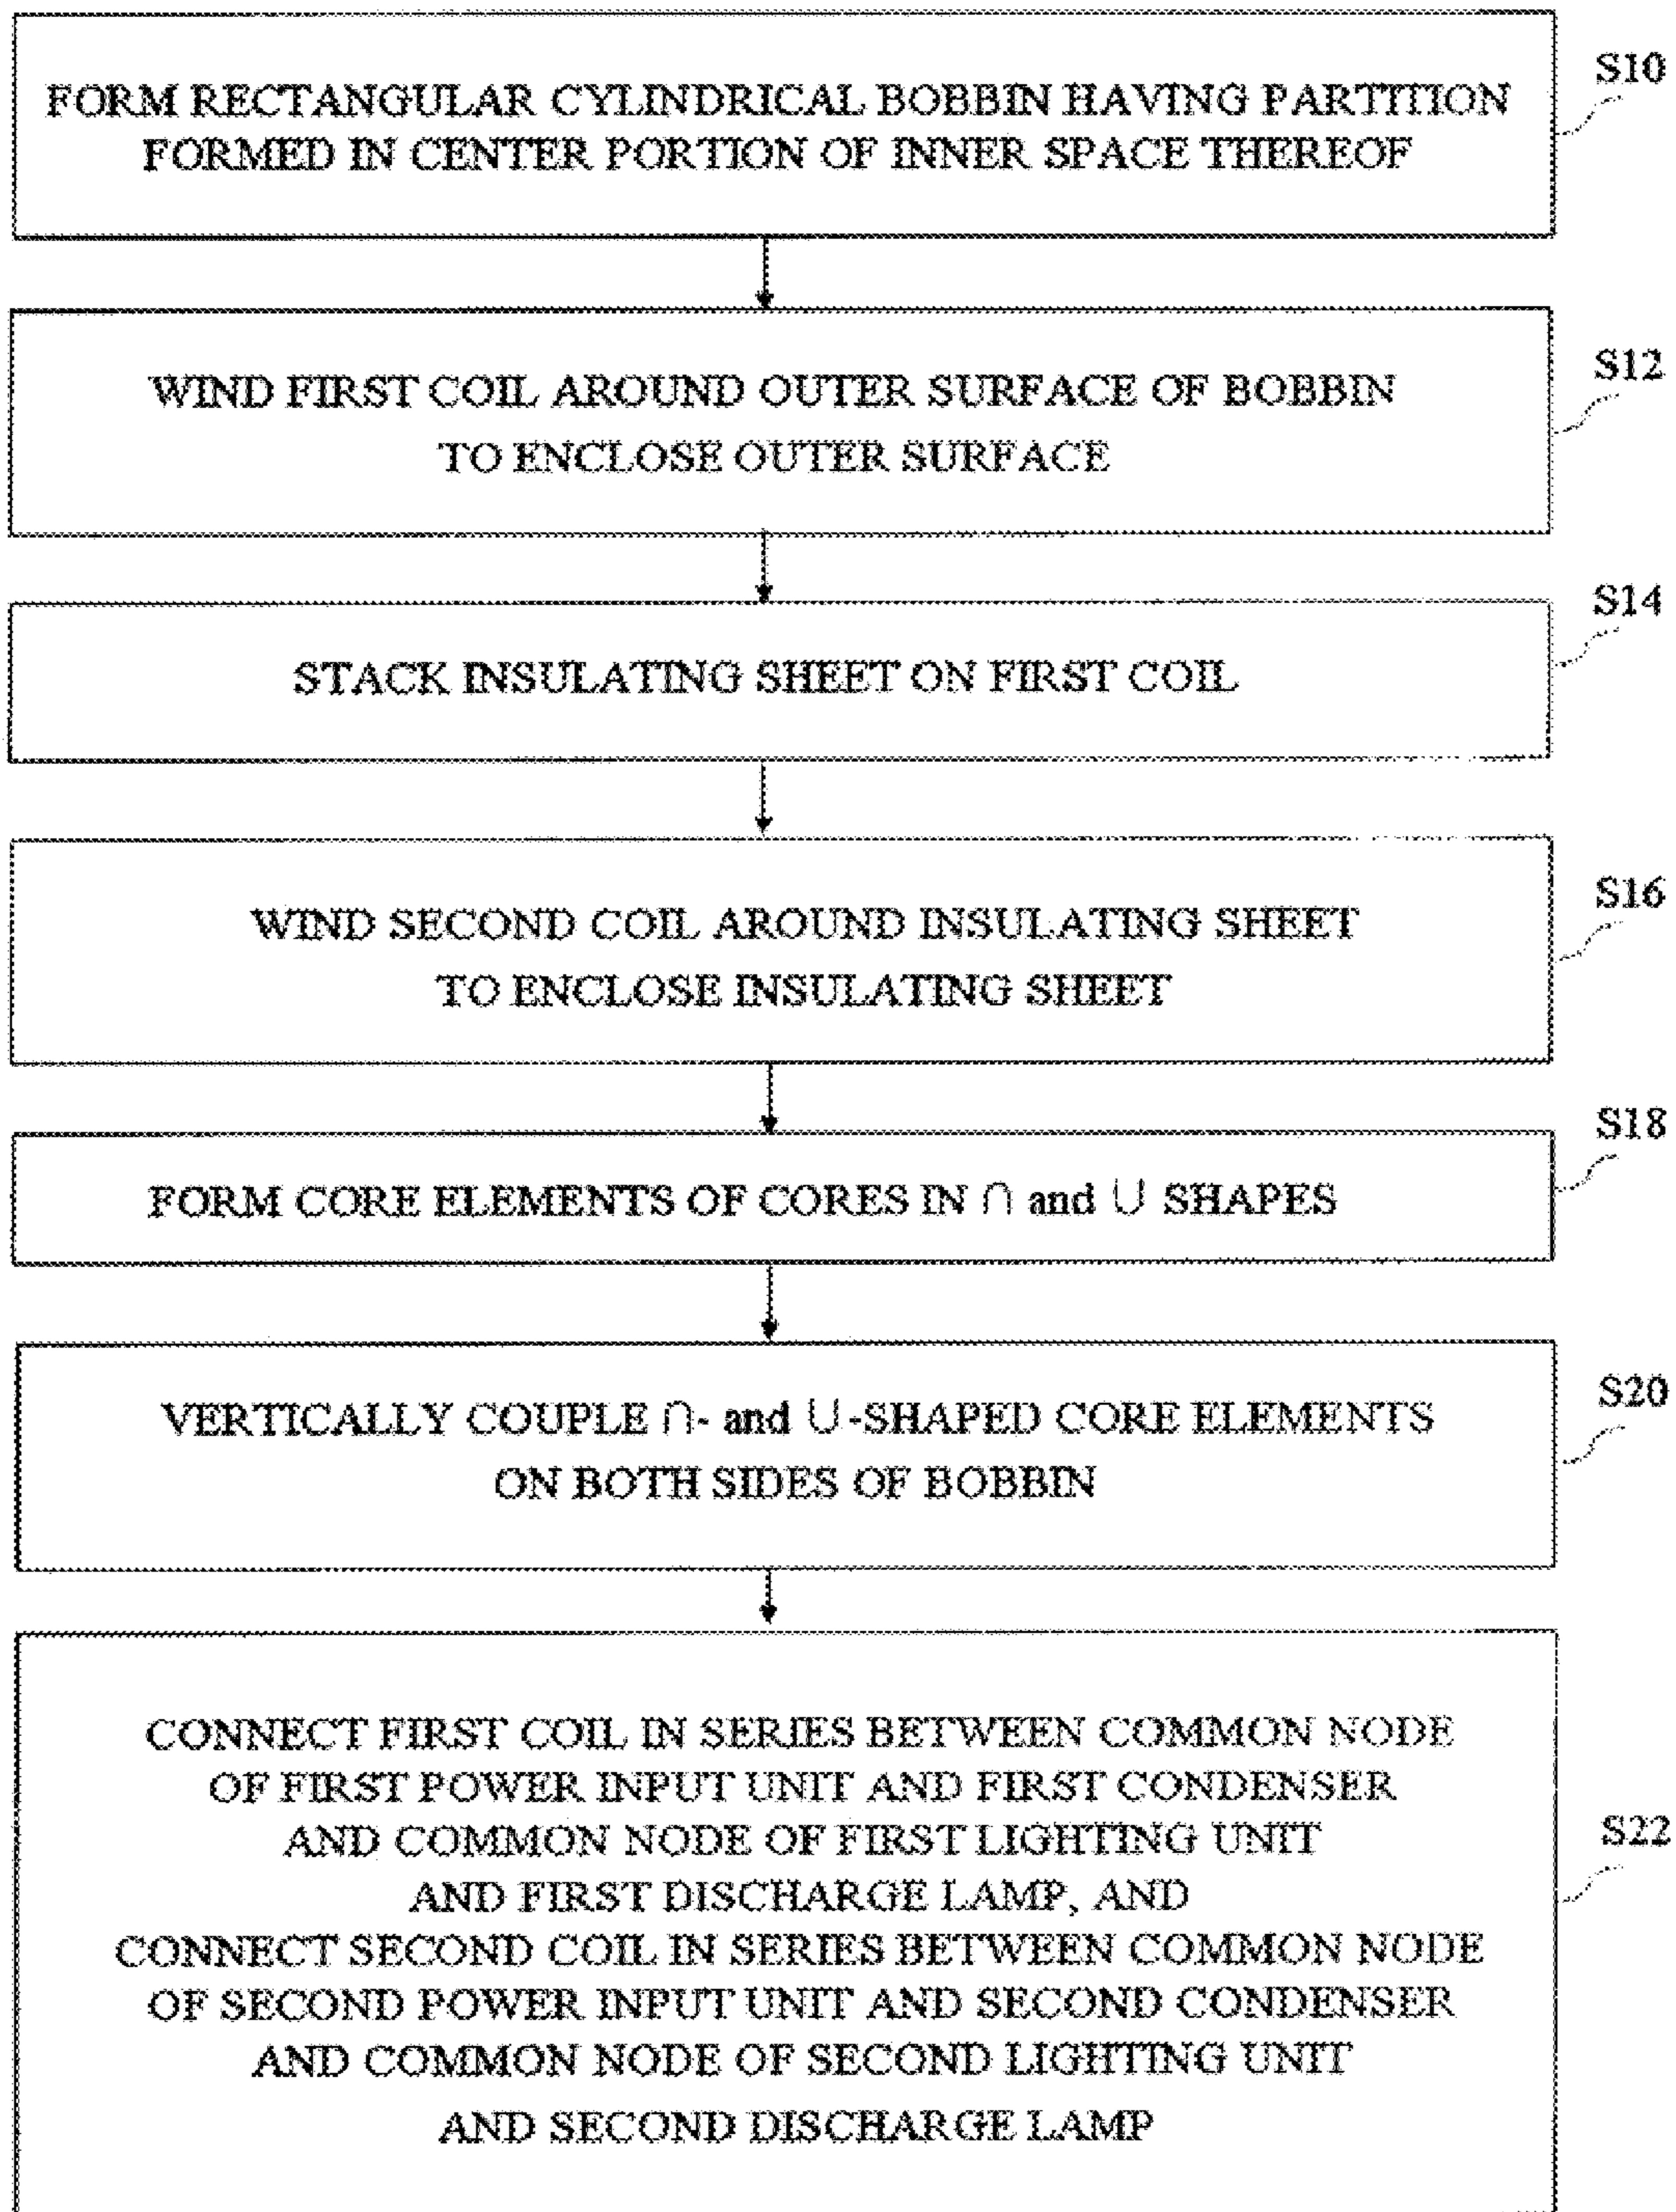 S10
FORM RECTANGULAR CYLINDRICAL BOBBIN HAVING PARTITION
FORMED IN CENTER PORTION OF INNER SPACE THEREOF
S12
WIND FIRST COIL AROUND OUTER SURFACE OF BOBBIN
TO ENCLOSE OUTER SURFACE
S14
STACK INSULATING SHEET ON FIRST COIL
S16
WIND SECOND COIL AROUND INSULATING SHEET
TO ENCLOSE INSULATING SHEET
S18
FORM CORE ELEMENTS OF CORES IN ∩ and ∪ SHAPES
S20
VERTICALLY COUPLE ∩- and ∪-SHAPED CORE ELEMENTS
ON BOTH SIDES OF BOBBIN
S22
CONNECT FIRST COIL IN SERIES BETWEEN COMMON NODE
OF FIRST POWER INPUT UNIT AND FIRST CONDENSER
AND COMMON NODE OF FIRST LIGHTING UNIT
AND FIRST DISCHARGE LAMP, AND
CONNECT SECOND COIL IN SERIES BETWEEN COMMON NODE
OF SECOND POWER INPUT UNIT AND SECOND CONDENSER
AND COMMON NODE OF SECOND LIGHTING UNIT
AND SECOND DISCHARGE LAMP